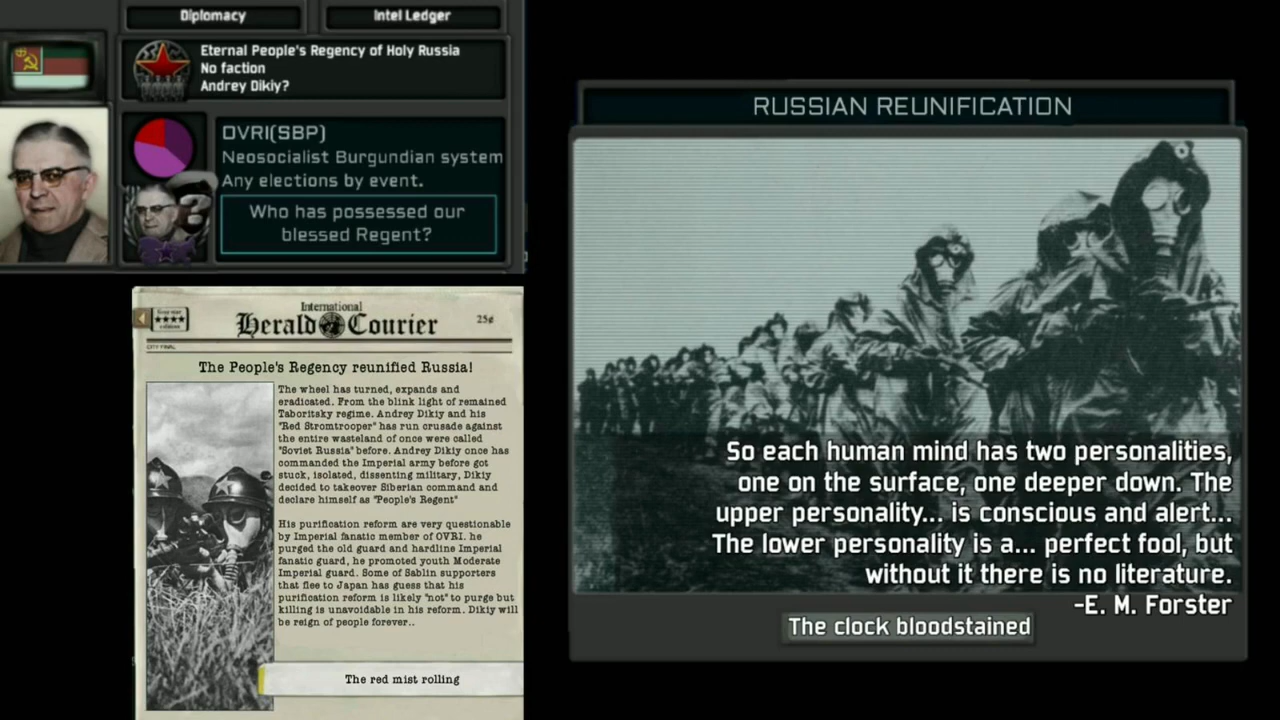 Diplomacy
Intel Ledger
Eternal People's Regency of Holy Russia
No faction
Andrey Dikiy?
OVRI(SBP)
Neosocialist Burgundian system
Any elections by event.
Who has possessed our
blessed Regent?
International
Herald Courier
25¢
CITY FINAL
The People's Regency reunified Russia!
The wheel has turned, expands and
eradicated. From the blink light of remained
Taboritsky regime. Andrey Dikiy and his
"Red Stromtrooper" has run crusade against
the entire wasteland of once were called
"Soviet Russia" before. Andrey Dikiy once has
commanded the Imperial army before got
stuck, isolated, dissenting military, Dikiy
decided to takeover Siberian command and
declare himself as "People's Regent"
His purification reform are very questionable
by Imperial fanatic member of OVRI. he
purged the old guard and hardline Imperial
fanatic guard, he promoted youth Moderate
Imperial guard. Some of Sablin supporters
that flee to Japan has guess that his
purification reform is likely "not" to purge but
killing is unavoidable in his reform. Dikiy will
be reign of people forever..
The red mist rolling
RUSSIAN REUNIFICATION
So each human mind has two personalities,
one on the surface, one deeper down. The
upper personality... is conscious and alert...
The lower personality is a... perfect fool, but
without it there is no literature.
-E. M. Forster
The clock bloodstained